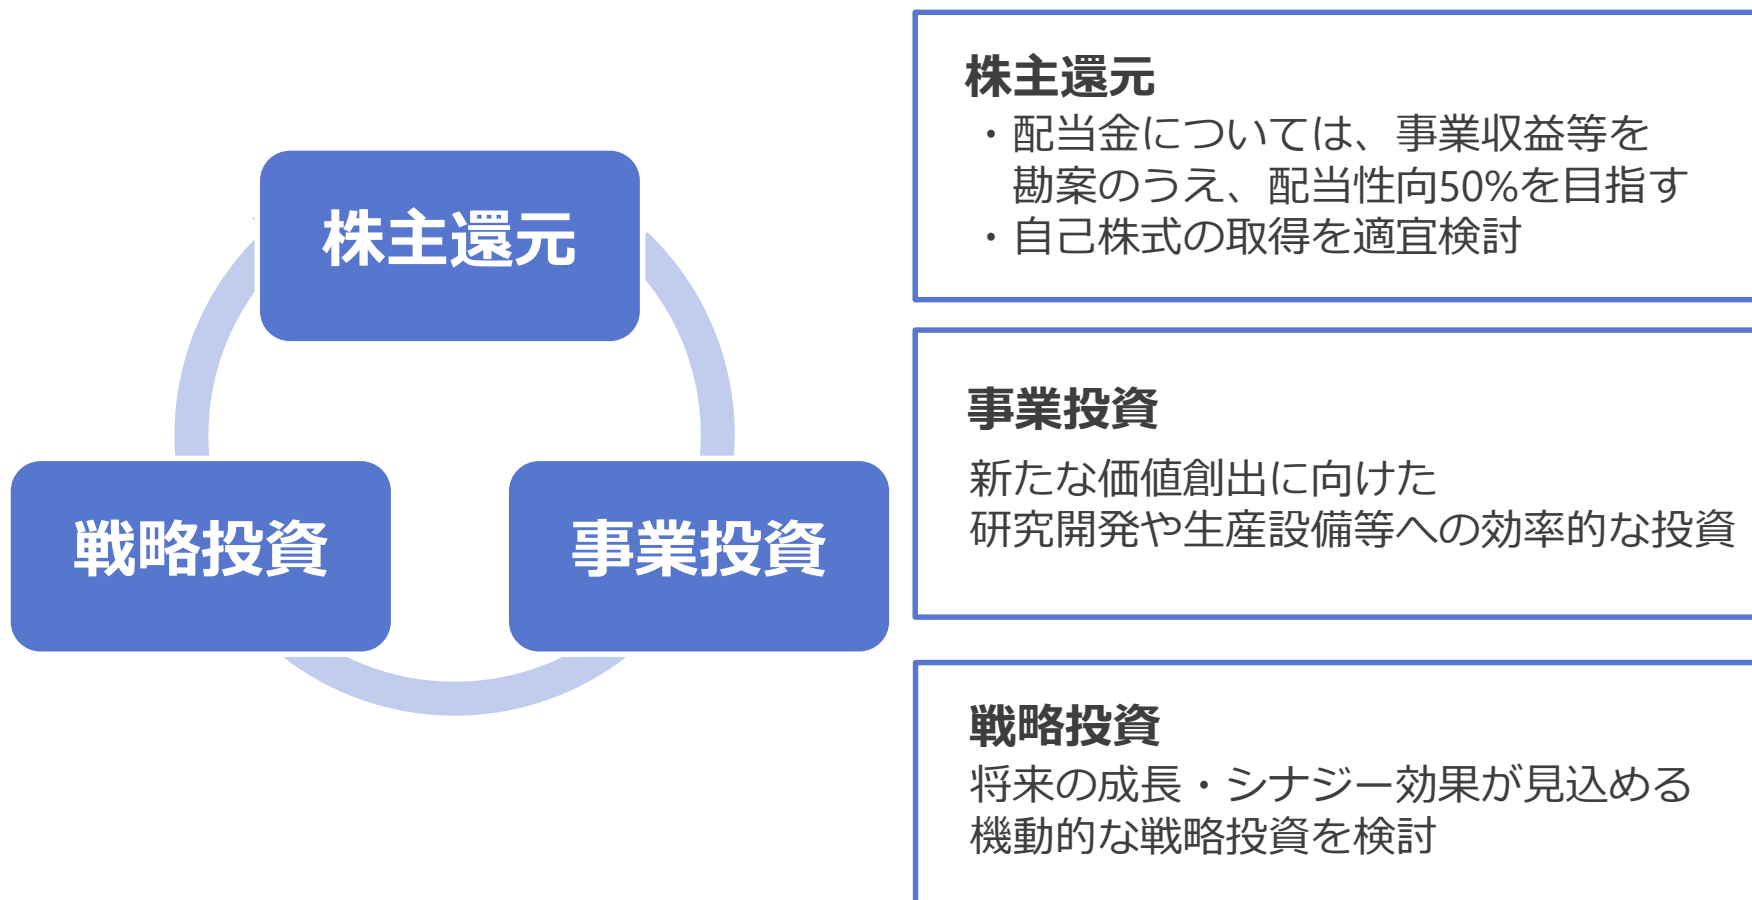 株主還元
戦略投資
事業投資
株主還元
・配当金については、事業収益等を
勘案のうえ、配当性向50%を目指す
・自己株式の取得を適宜検討
事業投資
新たな価値創出に向けた
研究開発や生産設備等への効率的な投資
戦略投資
将来の成長・シナジー効果が見込める
機動的な戦略投資を検討